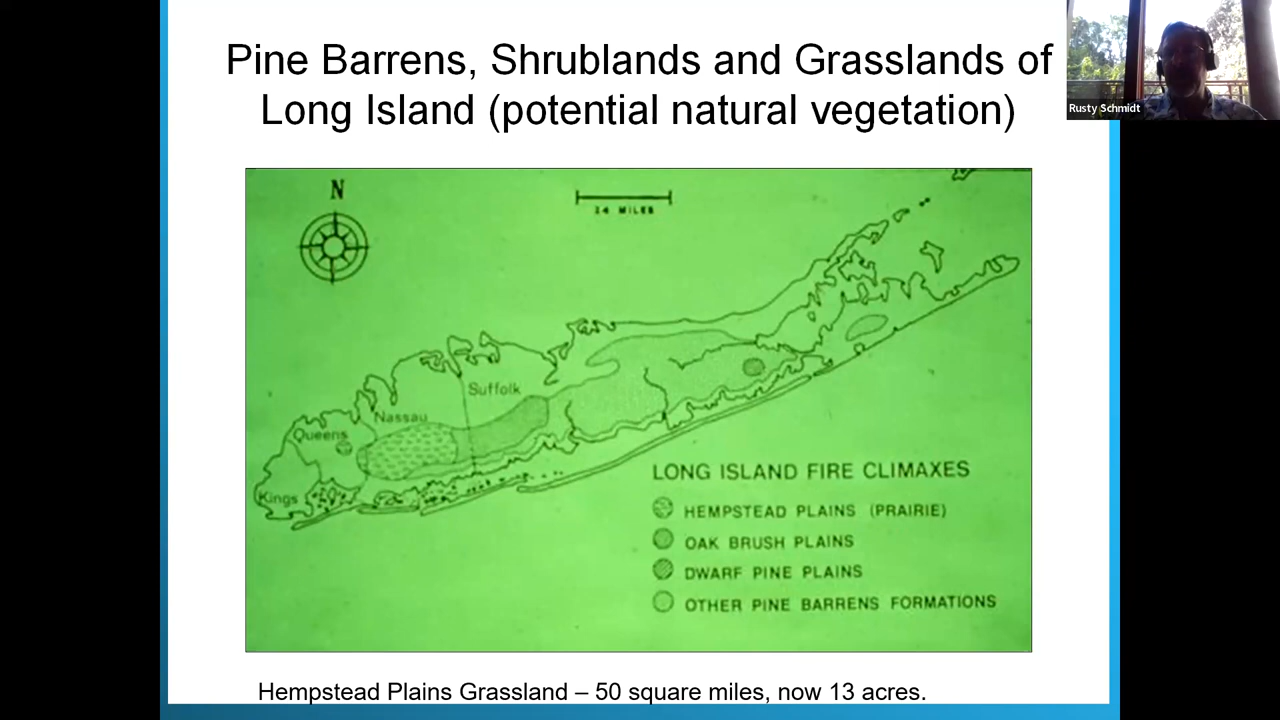 Pine Barrens, Shrublands and Grasslands of
Long Island (potential natural vegetation)
Rusty Schmidt
N
24 MILES
Suffolk
Nassau
Queens
Kings
LONG ISLAND FIRE CLIMAXES
HEMPSTEAD PLAINS (PRAIRIE)
OAK BRUSH PLAINS
DWARF PINE PLAINS
OTHER PINE BARRENS FORMATIONS
Hempstead Plains Grassland – 50 square miles, now 13 acres.